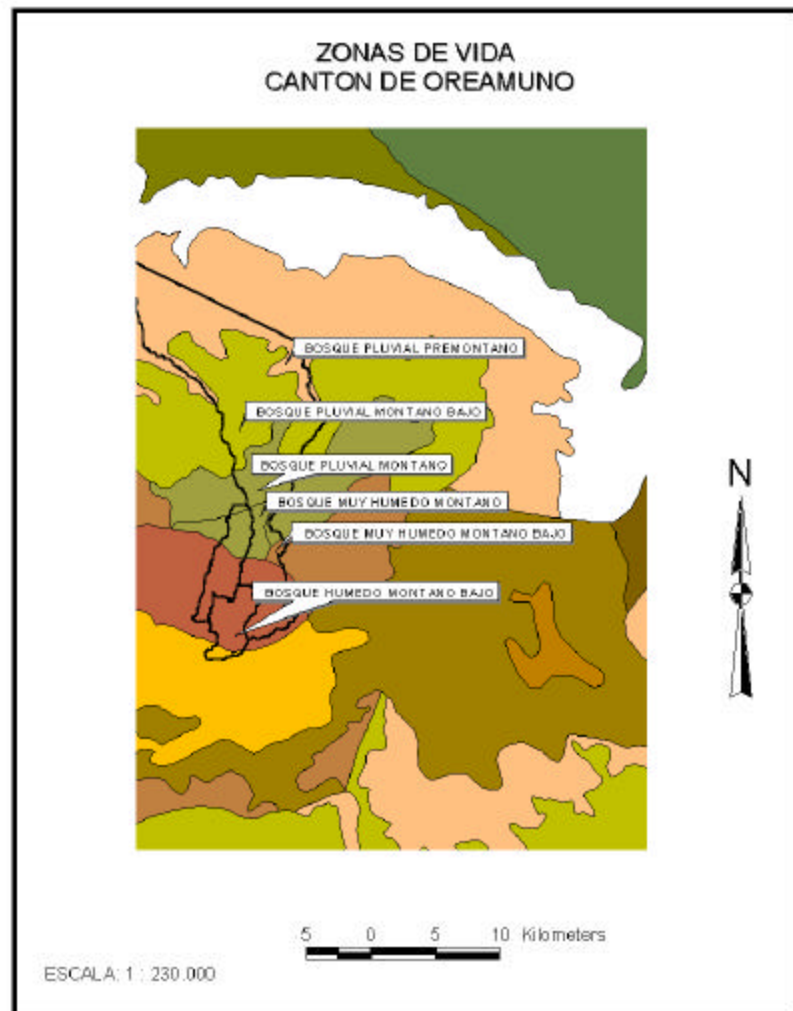 ZONAS DE VIDA
CANTON DE OREAMUNO
BOSQUE PLUVIAL PREMONTANO
BOSQUE PLUVIAL MONTANO BAJO
BOSQUE PLUVIAL MONTANO
BOSQUE MUY HUMEDO MONTANO
BOSQUE MUY HUMEDO MONTANO BAJO
BOSQUE HUMEDO MONTANO BAJO
N
5 0 5 10 Kilometers
ESCALA: 1 : 230.000